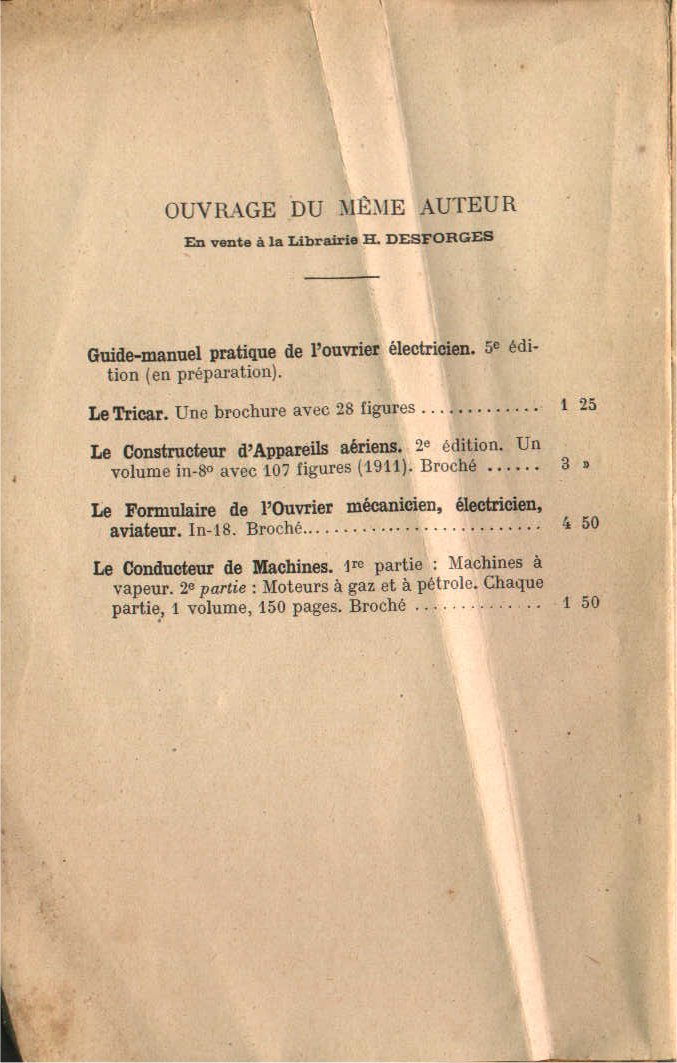 OUVRAGE DU MÊME AUTEUR
En vente à la Librairie H. DESFORGES
Guide-manuel pratique de l'ouvrier électricien. 5e édi-
tion (en préparation).
Le Tricar. Une brochure avec 28 figures ............. 1 25
Le Constructeur d'Appareils aériens. 2e édition. Un
volume in-8o avec 107 figures (1911). Broché ...... 3 »
Le Formulaire de l'Ouvrier mécanicien, électricien,
aviateur. In-18. Broché.......................... 4 50
Le Conducteur de Machines. 1re partie : Machines à
vapeur. 2e partie : Moteurs à gaz et à pétrole. Chaque
partie, 1 volume, 150 pages. Broché .............. 1 50